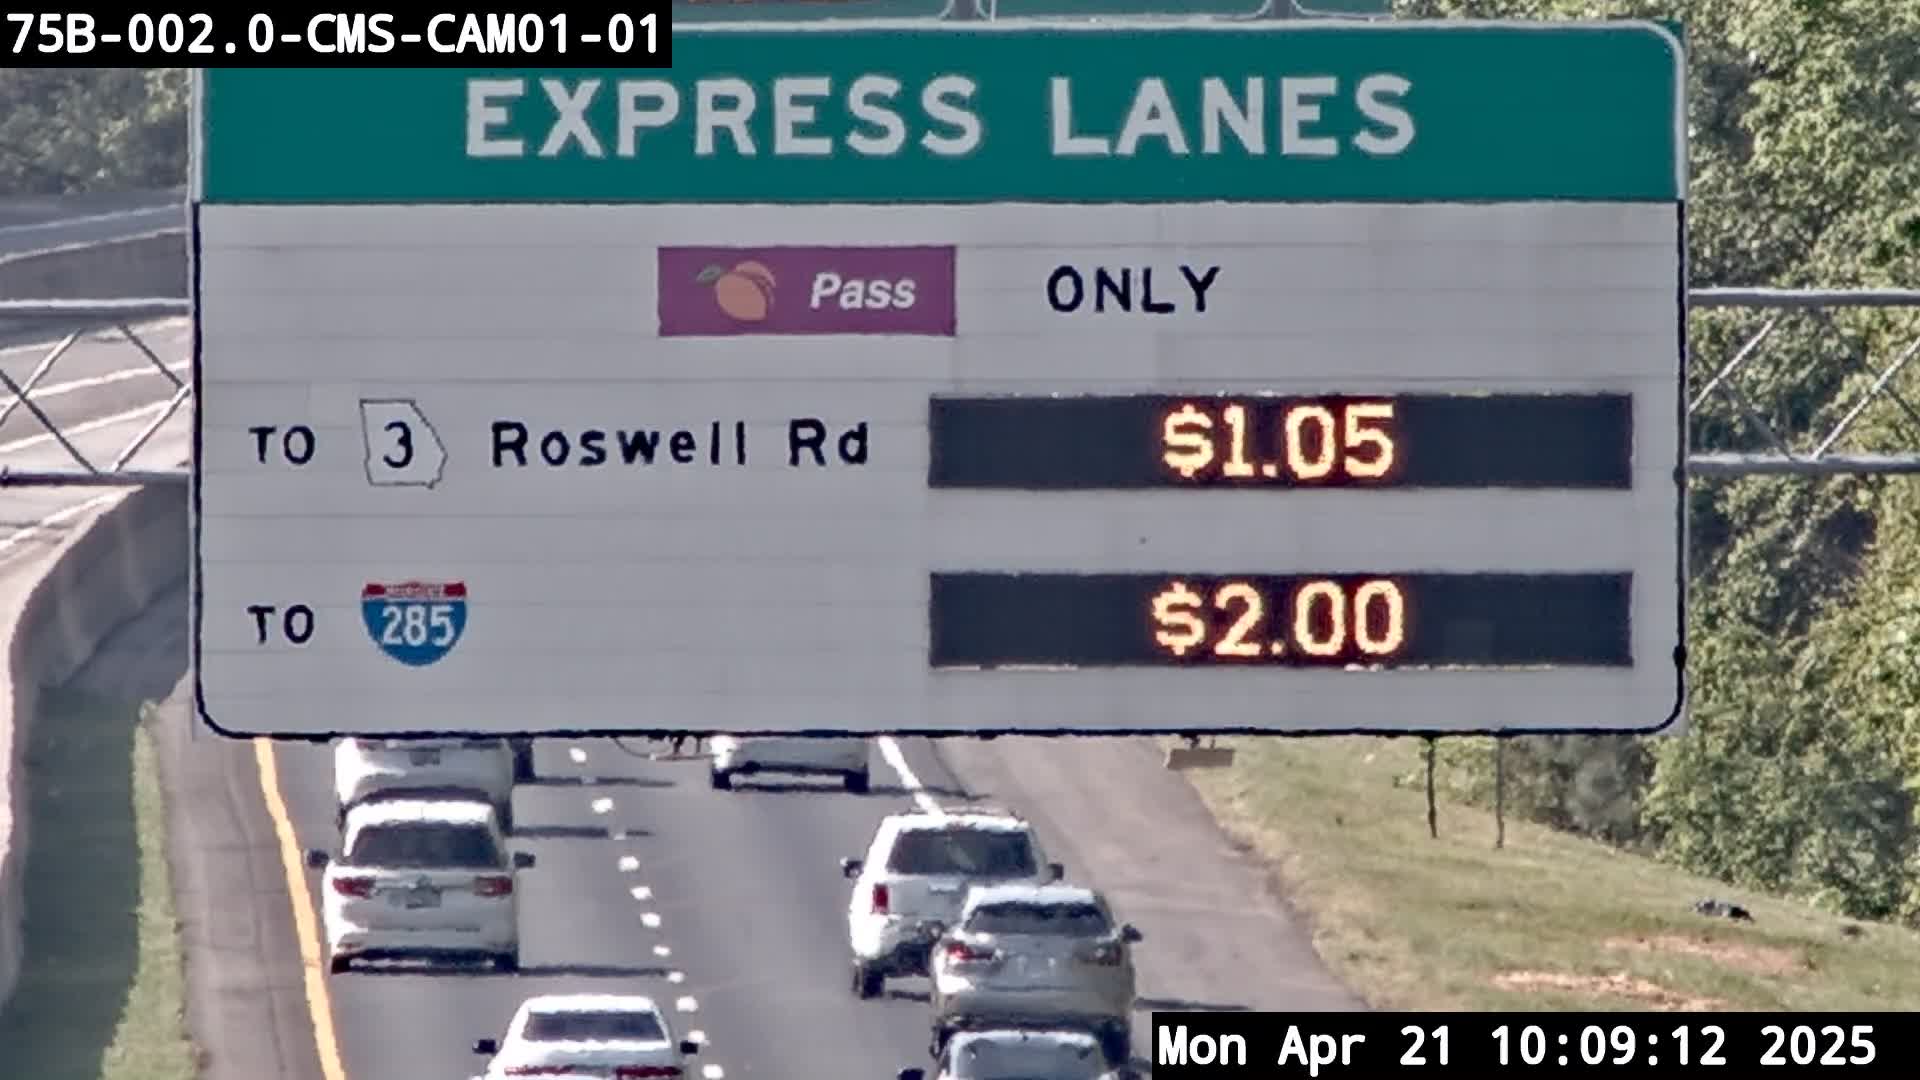 75B-002.0-CMS-CAM01-01
EXPRESS LANES
Pass ONLY
TO 3 Roswell Rd $1.05
TO 285 $2.00
Mon Apr 21 10:09:12 2025